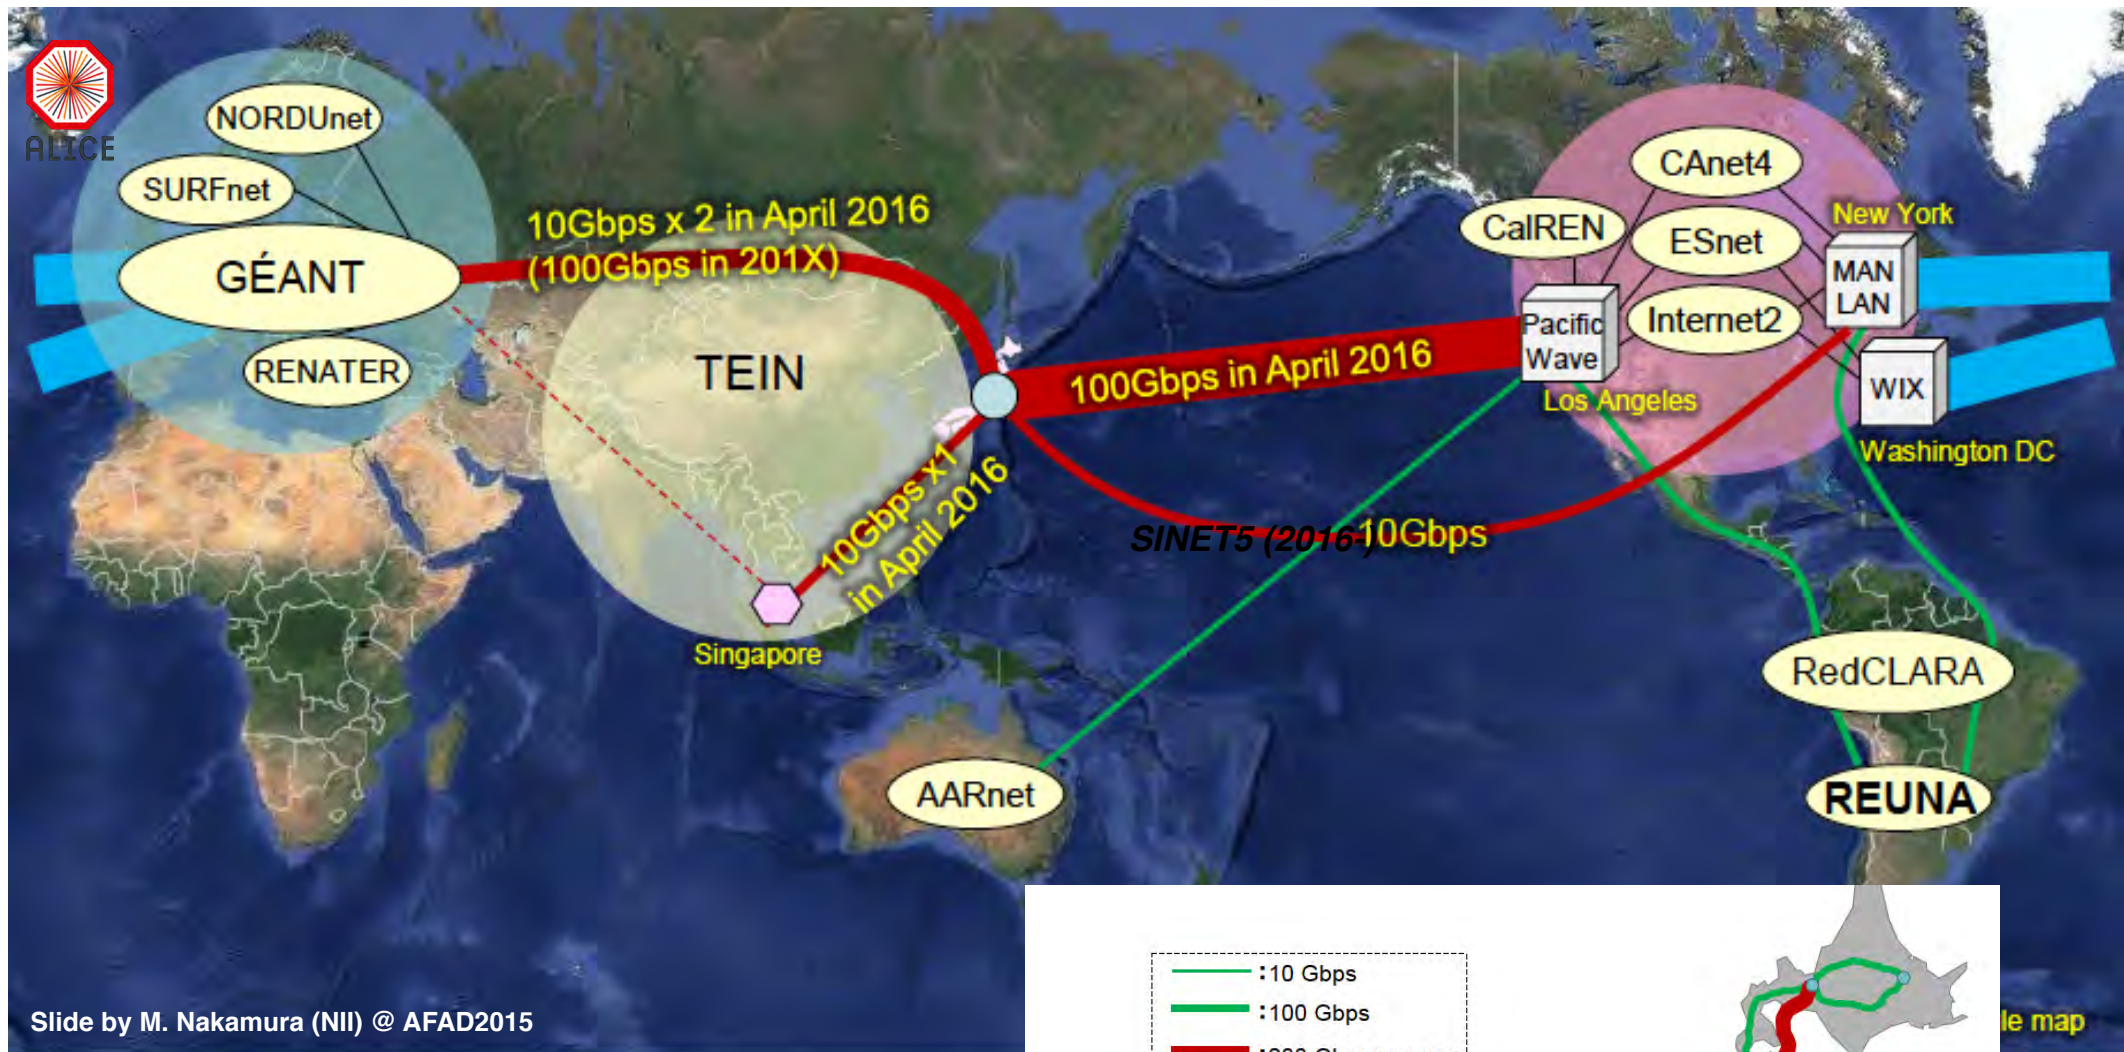 ALICE
NORDUnet
SURFnet
GÉANT
RENATER
10Gbps x 2 in April 2016
(100Gbps in 201X)
TEIN
10Gbps x1
in April 2016
Singapore
100Gbps in April 2016
SINET5 (2016-)
10Gbps
AARnet
CAnet4
CalREN
ESnet
Internet2
New York
MAN
LAN
Pacific
Wave
Los Angeles
WIX
Washington DC
RedCLARA
REUNA
:10 Gbps
:100 Gbps
Slide by M. Nakamura (NII) @ AFAD2015
le map